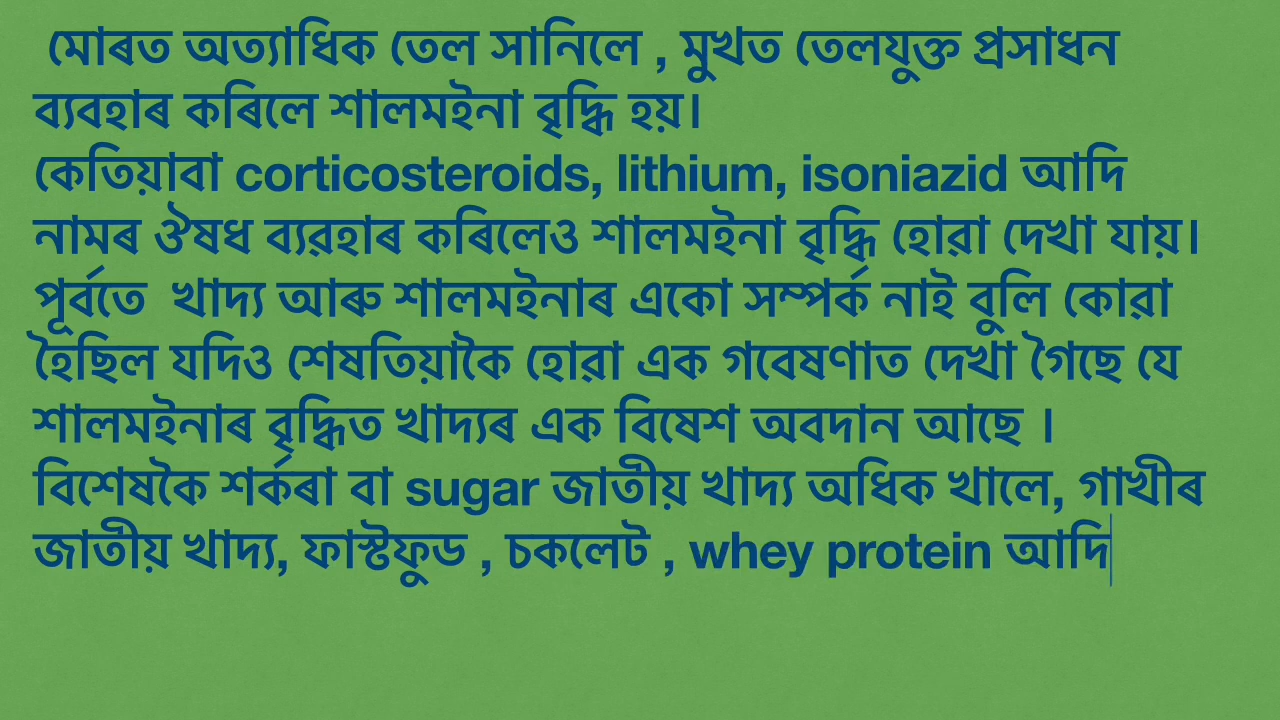 মোৰত অত্যাধিক তেল সানিলে , মুখত তেলযুক্ত প্ৰসাধন
ব্যবহাৰ কৰিলে শালমইনা বৃদ্ধি হয়।
কেতিয়াবা corticosteroids, lithium, isoniazid আদি
নামৰ ঔষধ ব্যৱহাৰ কৰিলেও শালমইনা বৃদ্ধি হোৱা দেখা যায়।
পূৰ্বতে খাদ্য আৰু শালমইনাৰ একো সম্পৰ্ক নাই বুলি কোৱা
হৈছিল যদিও শেষতিয়াকৈ হোৱা এক গবেষণাত দেখা গৈছে যে
শালমইনাৰ বৃদ্ধিত খাদ্যৰ এক বিষেশ অবদান আছে ।
বিশেষকৈ শৰ্কৰা বা sugar জাতীয় খাদ্য অধিক খালে, গাখীৰ
জাতীয় খাদ্য, ফাস্টফুড , চকলেট , whey protein আদি